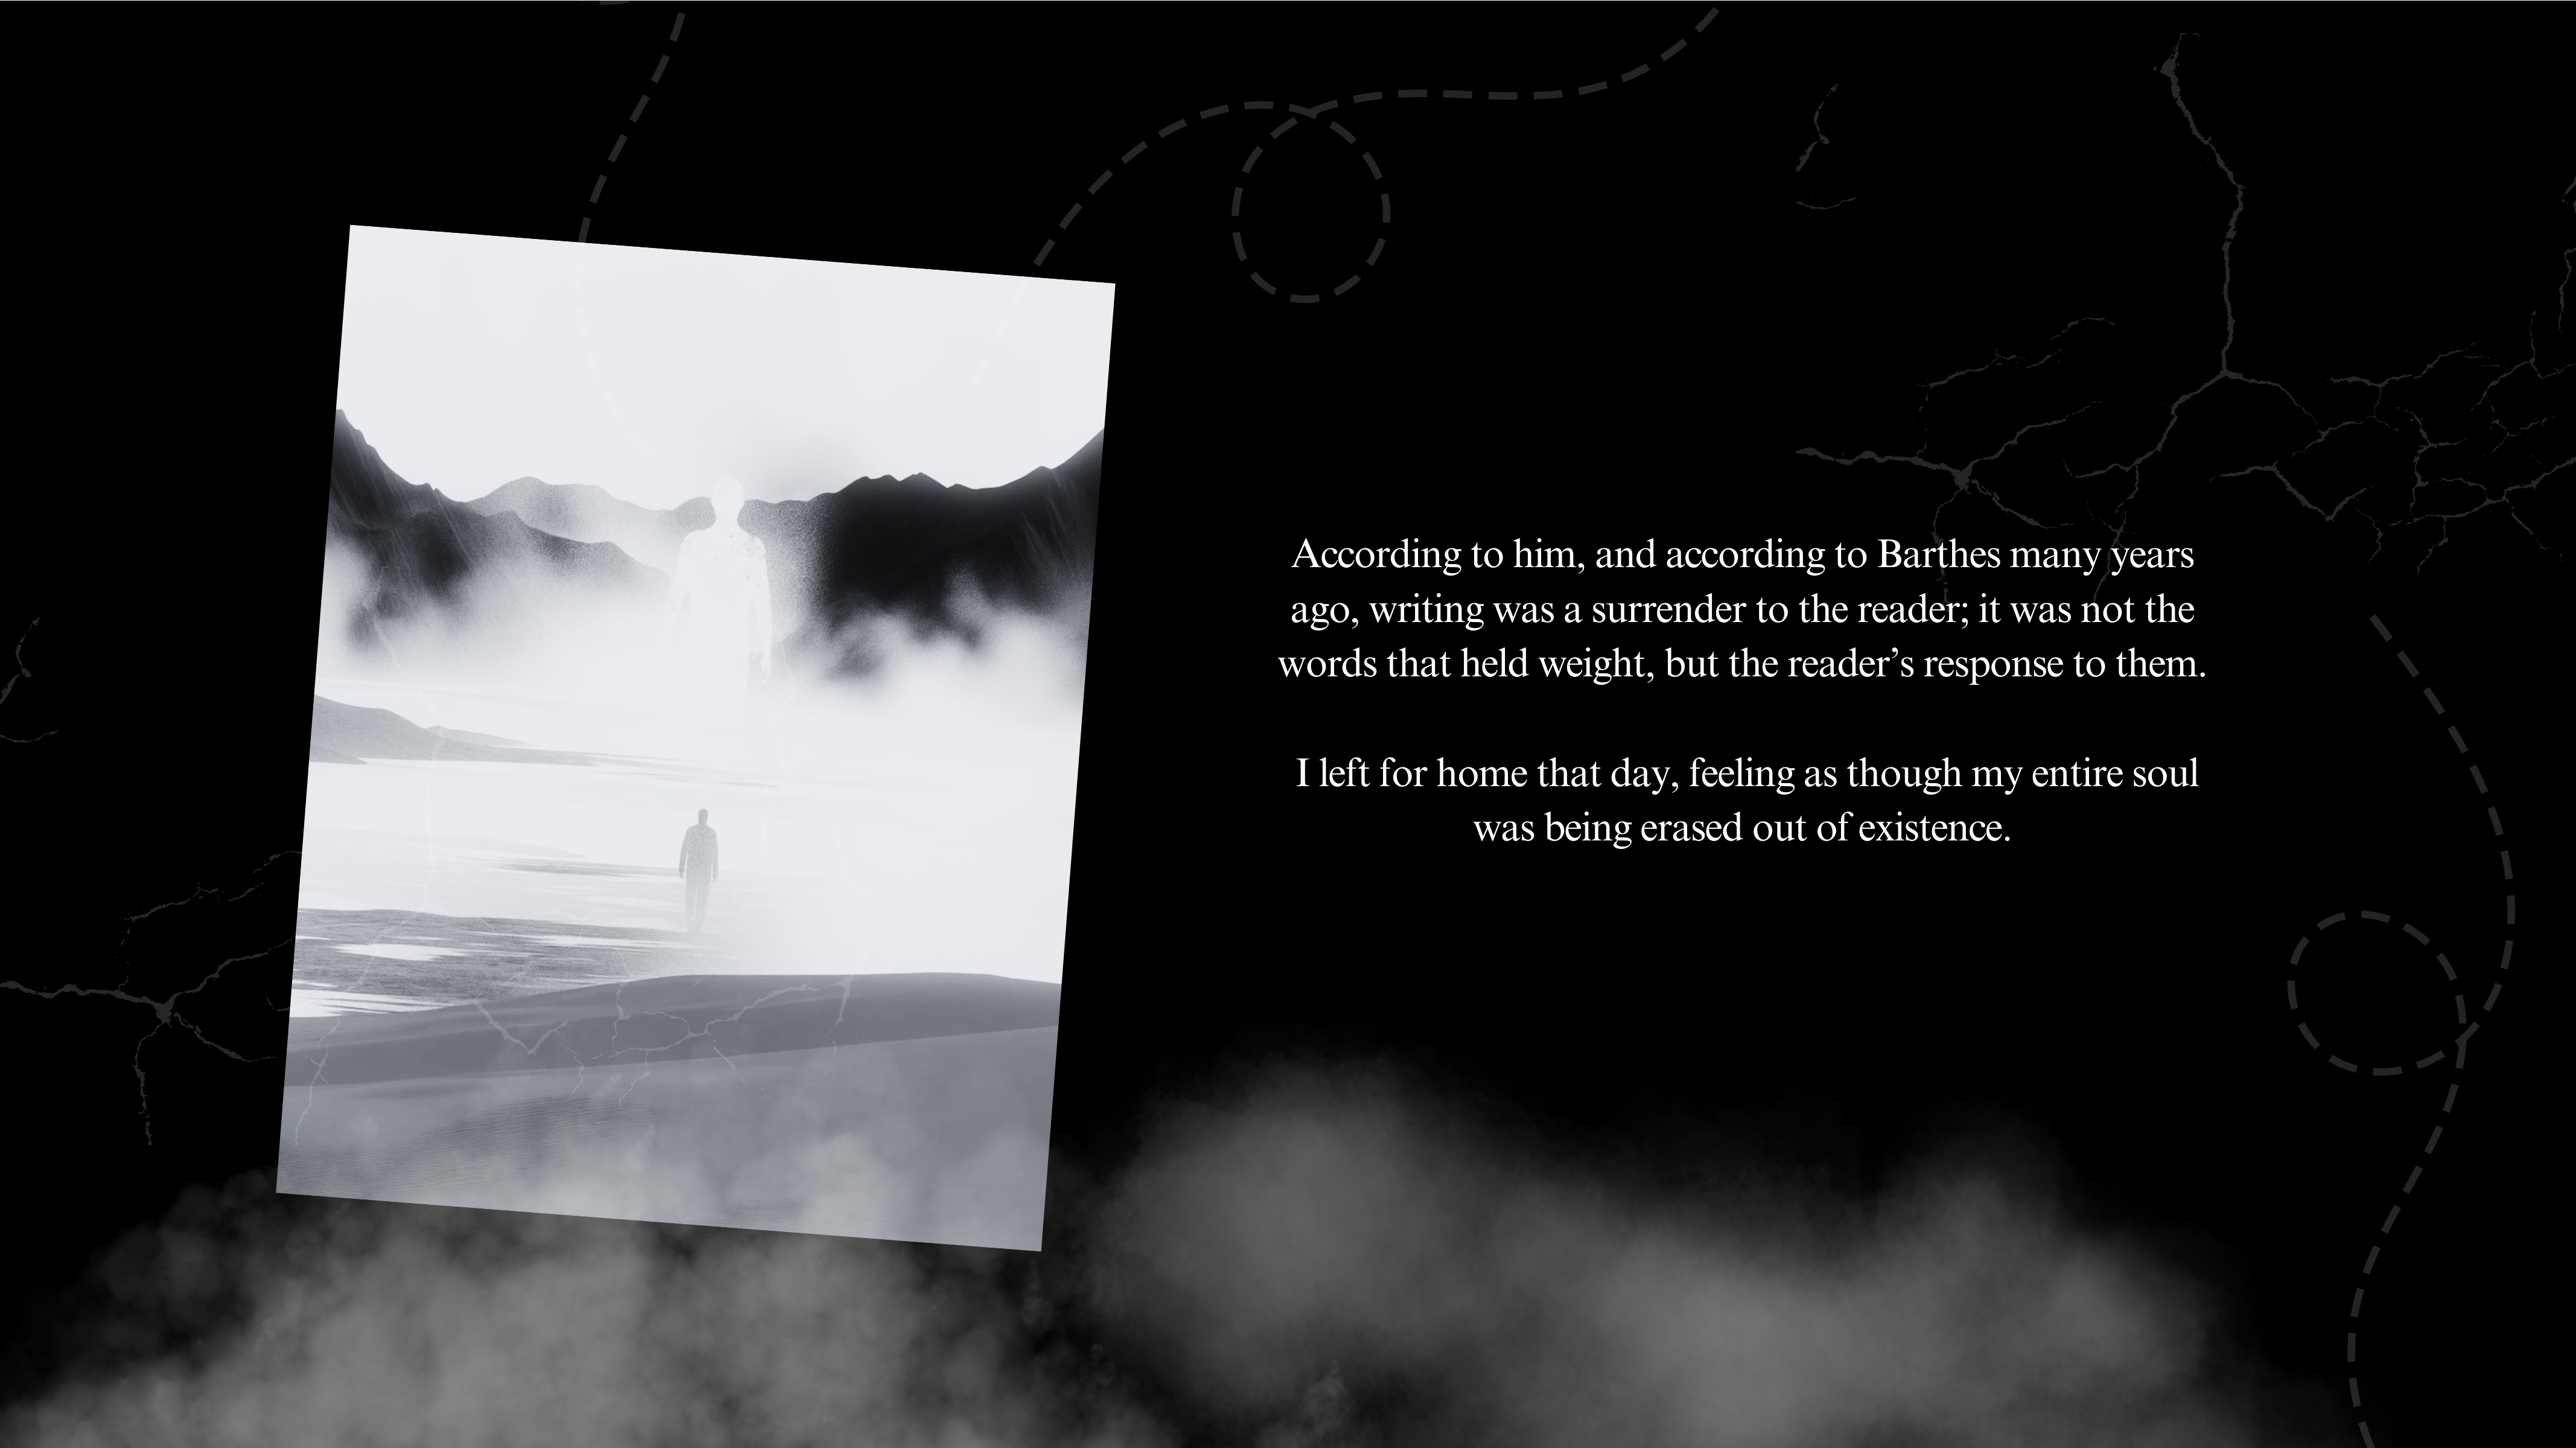 According to him, and according to Barthes many years
ago, writing was a surrender to the reader; it was not the
words that held weight, but the reader’s response to them.
I left for home that day, feeling as though my entire soul
was being erased out of existence.